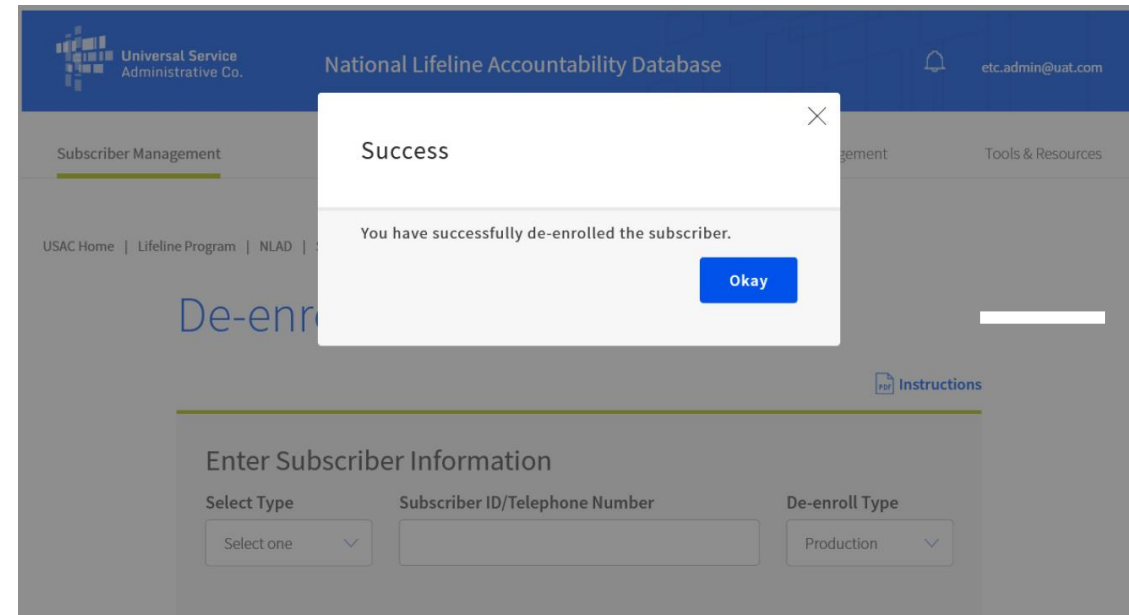 Universal Service
Administrative Co.
National Lifeline Accountability Database
etc.admin@uat.com
Success
Subscriber Management
gement
Tools & Resources
You have successfully de-enrolled the subscriber.
USAC Home | Lifeline Program | NLAD |
Okay
De-enr
PDF Instructions
Enter Subscriber Information
Select Type Subscriber ID/Telephone Number De-enroll Type
Select one Production